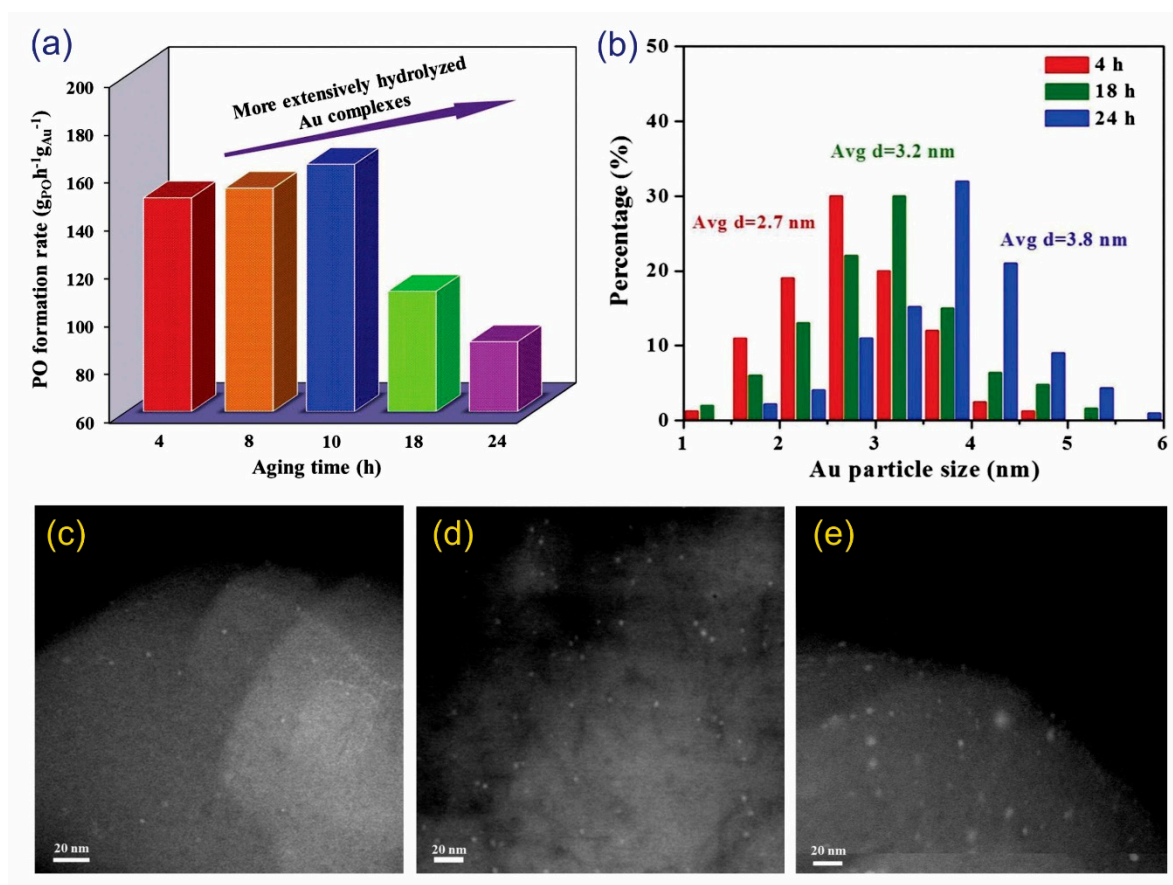 (a)
200
180
160
140
120
100
80
60
PO formation rate (gPOh-1gAu-1)
More extensively hydrolyzed
Au complexes
4 8 10 18 24
Aging time (h)
(b)
50
40
30
20
10
0
Percentage (%)
4 h
18 h
24 h
Avg d=3.2 nm
Avg d=2.7 nm
Avg d=3.8 nm
1 2 3 4 5 6
Au particle size (nm)
(c)
20 nm
(d)
20 nm
(e)
20 nm